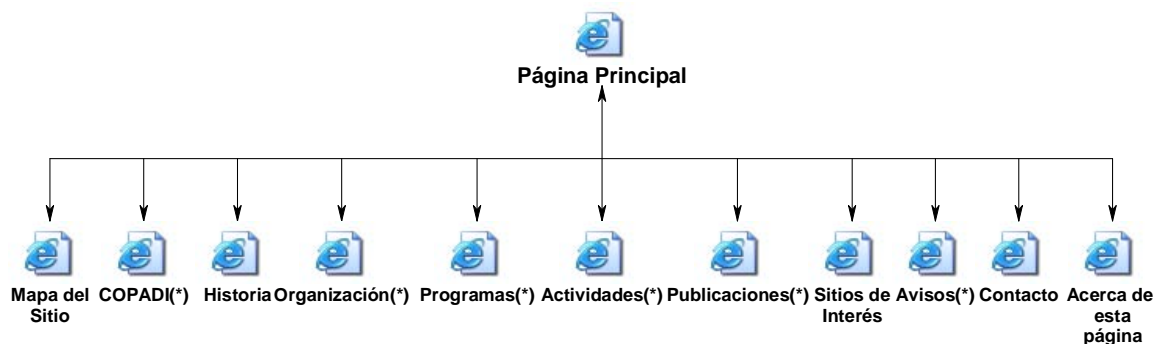 Página Principal
Mapa del
Sitio
COPADI(*)
Historia
Organización(*)
Programas(*)
Actividades(*)
Publicaciones(*)
Sitios de
Interés
Avisos(*)
Contacto
Acerca de
esta
página